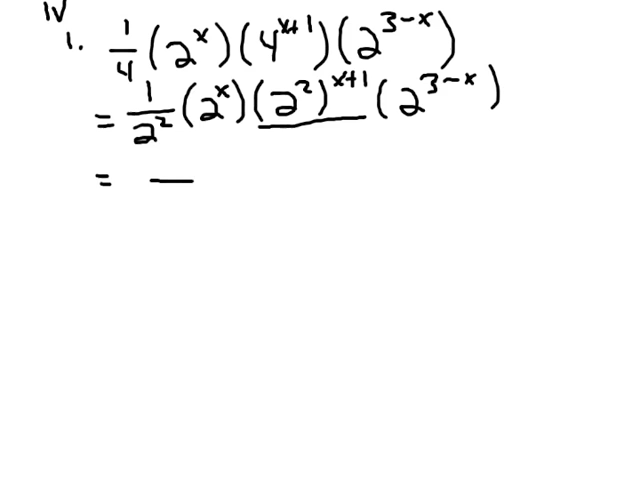 iv
1. 1/4 (2^x)(4^{x+1})(2^{3-x})
= 1/2^2 (2^x)(2^2)^{x+1}(2^{3-x})
= —